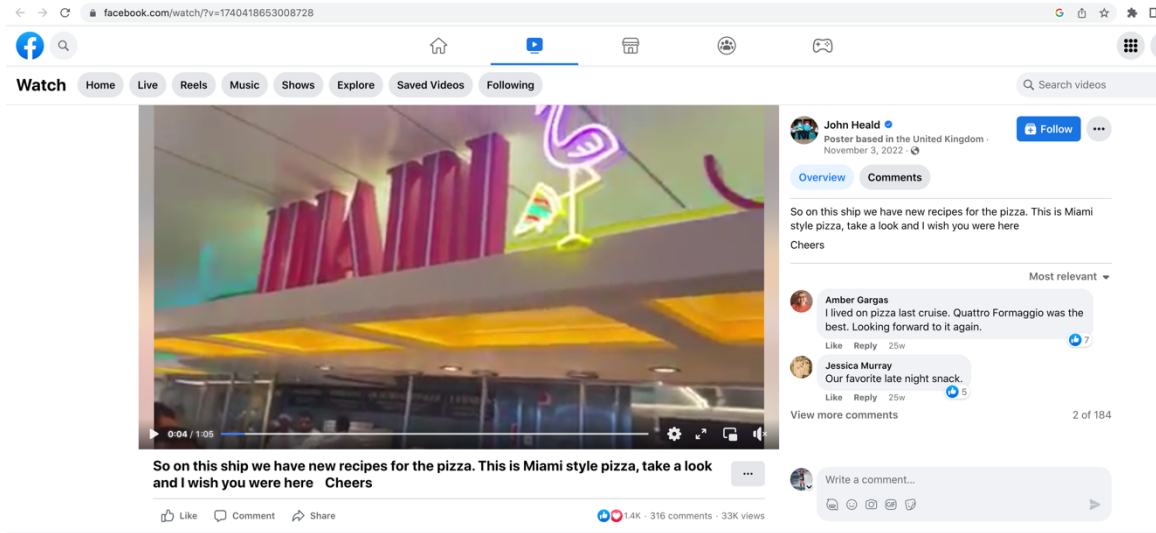 facebook.com/watch/?v=1740418653008728
Watch
Home
Live
Reels
Music
Shows
Explore
Saved Videos
Following
Search videos
MIAMI
0:04 / 1:05
So on this ship we have new recipes for the pizza. This is Miami style pizza, take a look
and I wish you were here Cheers
Like
Comment
Share
1.4K · 316 comments · 33K views
John Heald
Poster based in the United Kingdom ·
November 3, 2022 ·
Follow
Overview
Comments
So on this ship we have new recipes for the pizza. This is Miami
style pizza, take a look and I wish you were here
Cheers
Most relevant
Amber Gargas
I lived on pizza last cruise. Quattro Formaggio was the
best. Looking forward to it again.
Like Reply 25w
7
Jessica Murray
Our favorite late night snack.
Like Reply 25w
5
View more comments
2 of 184
Write a comment...
GIF